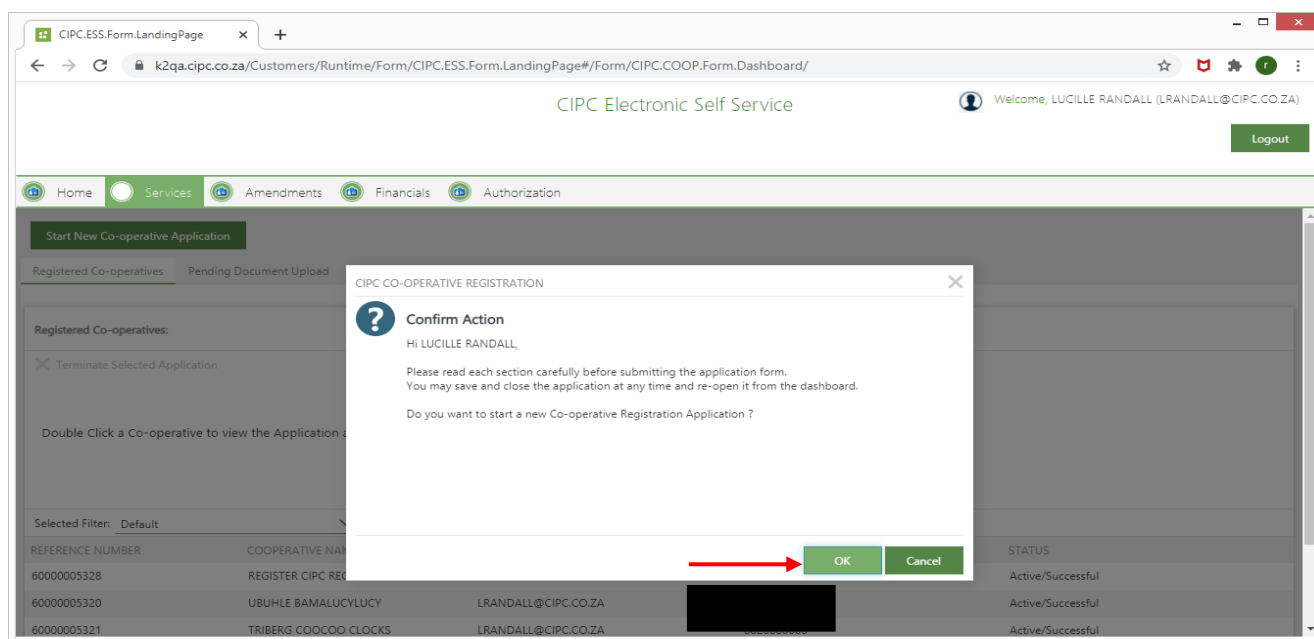 CIPC.ESS.Form.LandingPage
k2qa.cipc.co.za/Customers/Runtime/Form/CIPC.ESS.Form.LandingPage#/Form/CIPC.COOP.Form.Dashboard/
r
CIPC Electronic Self Service
Welcome, LUCILLE RANDALL (LRANDALL@CIPC.CO.ZA)
Logout
Home Services Amendments Financials Authorization
Start New Co-operative Application
Registered Co-operatives Pending Document Upload
CIPC CO-OPERATIVE REGISTRATION
Confirm Action
Hi LUCILLE RANDALL,
Please read each section carefully before submitting the application form.
You may save and close the application at any time and re-open it from the dashboard.
Do you want to start a new Co-operative Registration Application ?
OK Cancel
Registered Co-operatives:
Terminate Selected Application
Double Click a Co-operative to view the Application
Selected Filter: Default
REFERENCE NUMBER COOPERATIVE STATUS
60000005328 REGISTER CIPC Active/Successful
60000005320 UBUHLE BAMALUCYLUCY LRANDALL@CIPC.CO.ZA Active/Successful
60000005321 TRIBERG COOCOO CLOCKS LRANDALL@CIPC.CO.ZA Active/Successful